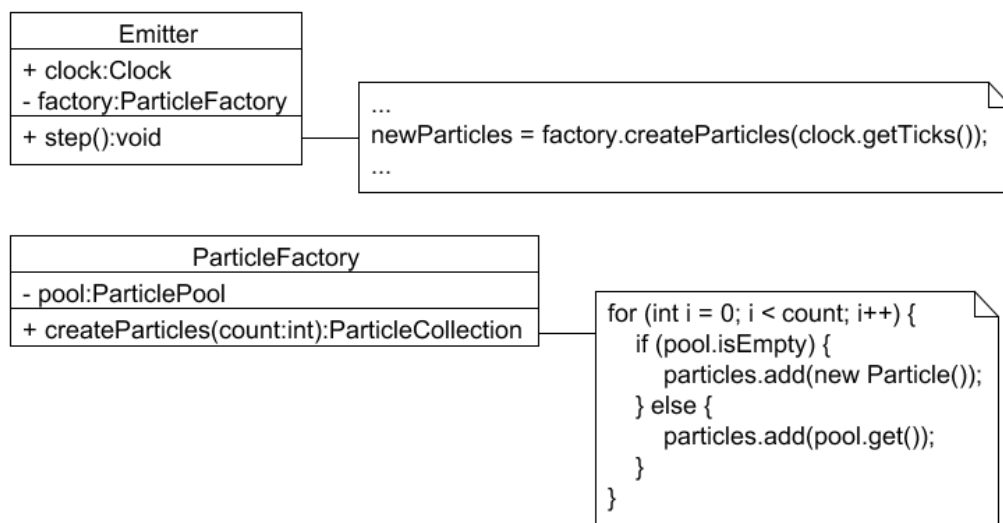 Emitter
+ clock:Clock
- factory:ParticleFactory
+ step():void
...
newParticles = factory.createParticles(clock.getTicks());
...
ParticleFactory
- pool:ParticlePool
+ createParticles(count:int):ParticleCollection
for (int i = 0; i < count; i++) {
if (pool.isEmpty) {
particles.add(new Particle());
} else {
particles.add(pool.get());
}
}